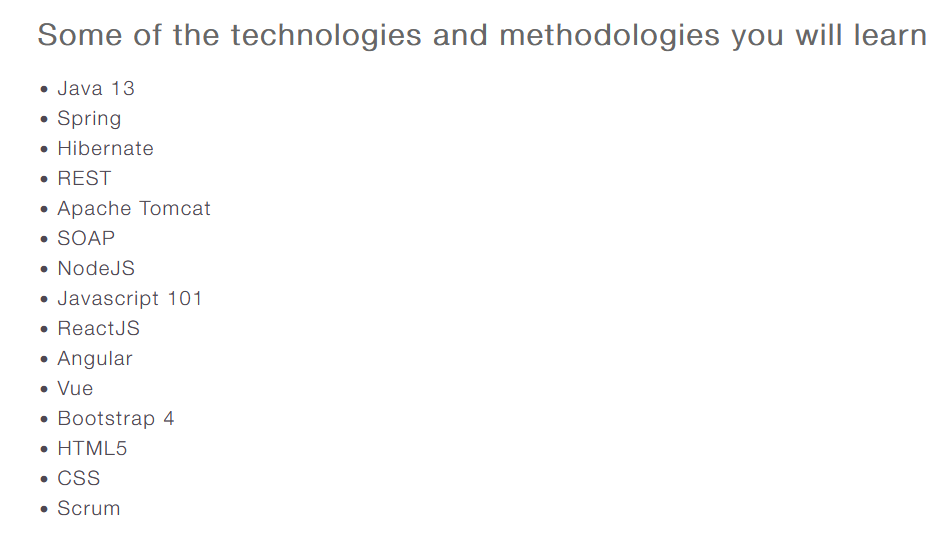 Some of the technologies and methodologies you will learn
• Java 13
• Spring
• Hibernate
• REST
• Apache Tomcat
• SOAP
• NodeJS
• Javascript 101
• ReactJS
• Angular
• Vue
• Bootstrap 4
• HTML5
• CSS
• Scrum